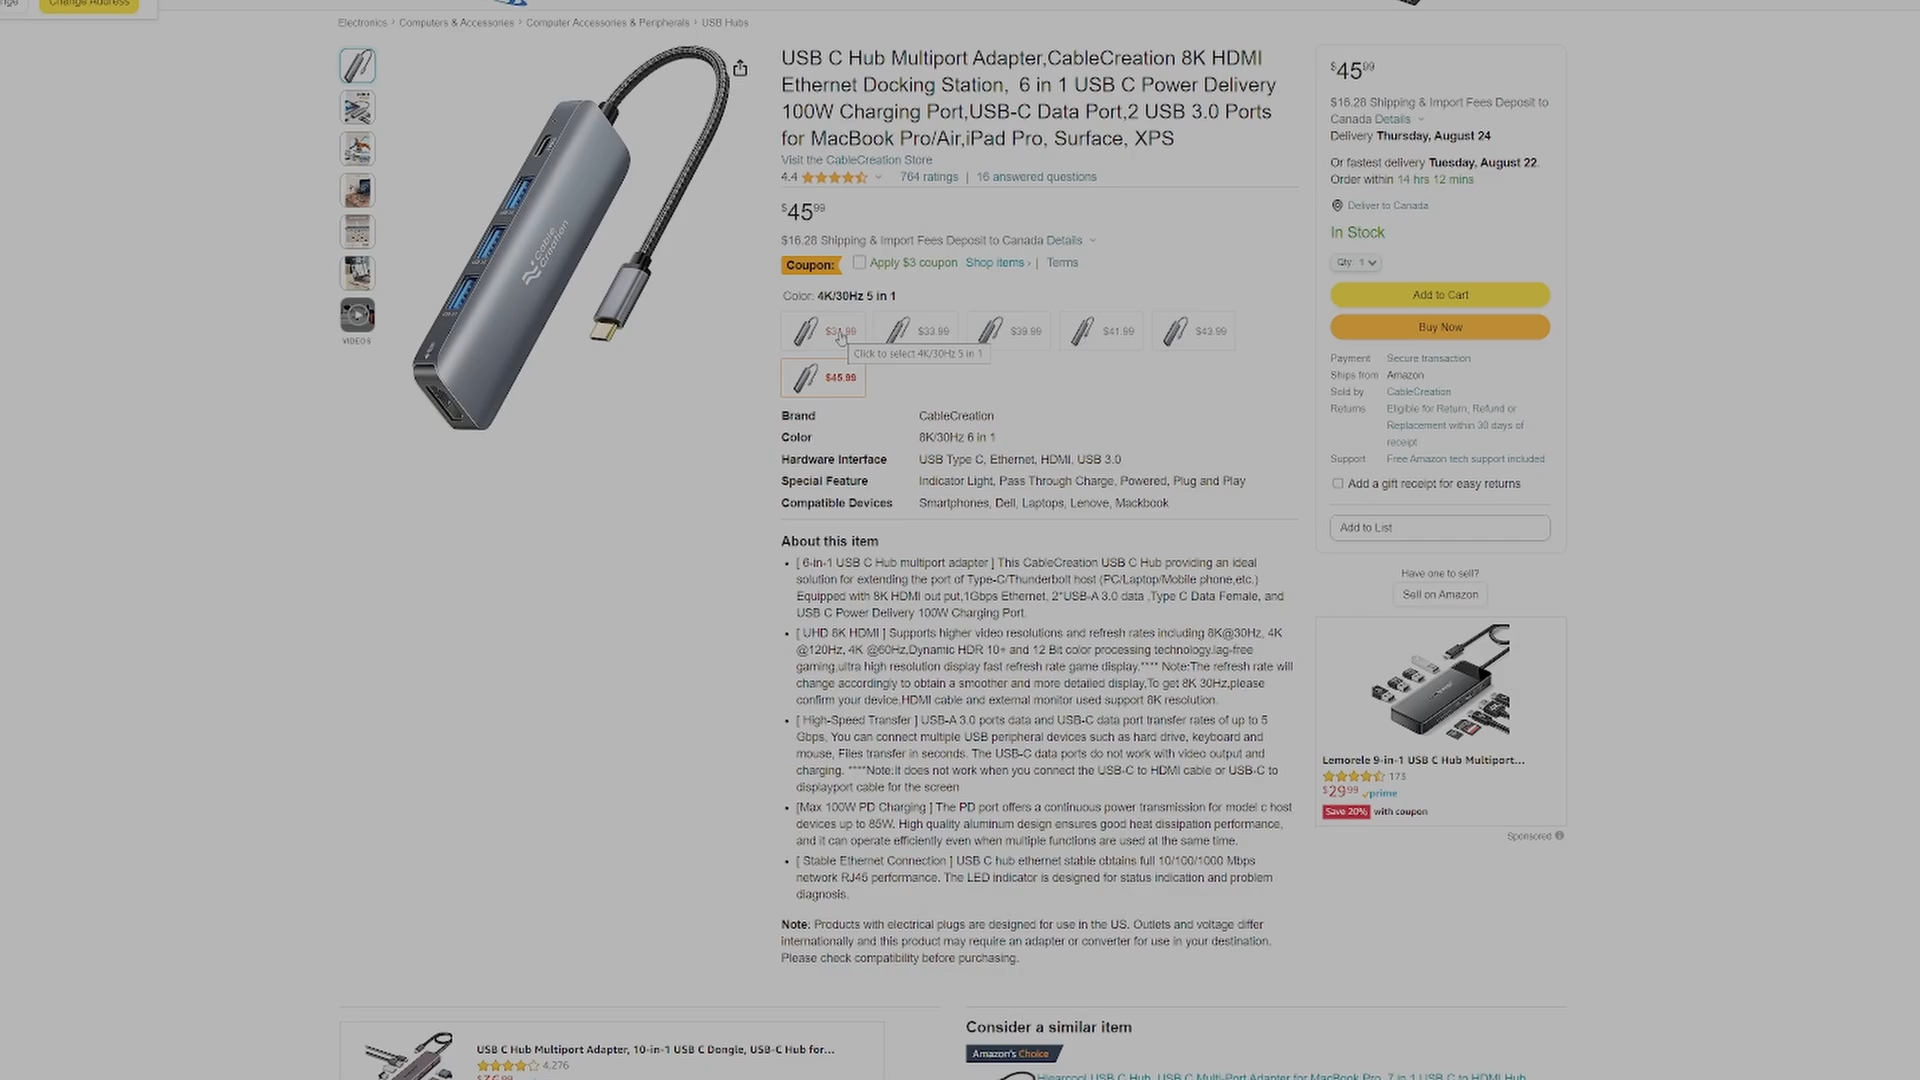 Change Address
Electronics › Computers & Accessories › Computer Accessories & Peripherals › USB Hubs
VIDEOS
Cable Creation
USB C Hub Multiport Adapter,CableCreation 8K HDMI
Ethernet Docking Station, 6 in 1 USB C Power Delivery
100W Charging Port,USB-C Data Port,2 USB 3.0 Ports
for MacBook Pro/Air,iPad Pro, Surface, XPS
Visit the CableCreation Store
4.4 764 ratings | 16 answered questions
$45.99
$16.28 Shipping & Import Fees Deposit to Canada Details
Coupon: Apply $3 coupon Shop items › | Terms
Color: 4K/30Hz 5 in 1
$33.99 $39.99 $41.99 $43.99
Click to select 4K/30Hz 5 in 1
$45.99
Brand CableCreation
Color 8K/30Hz 6 in 1
Hardware Interface USB Type C, Ethernet, HDMI, USB 3.0
Special Feature Indicator Light, Pass Through Charge, Powered, Plug and Play
Compatible Devices Smartphones, Dell, Laptops, Lenove, Mackbook
About this item
• [ 6-in-1 USB C Hub multiport adapter ] This CableCreation USB C Hub providing an ideal
solution for extending the port of Type-C/Thunderbolt host (PC/Laptop/Mobile phone,etc.)
Equipped with 8K HDMI out put,1Gbps Ethernet, 2*USB-A 3.0 data ,Type C Data Female, and
USB C Power Delivery 100W Charging Port.
• [ UHD 8K HDMI ] Supports higher video resolutions and refresh rates including 8K@30Hz, 4K
@120Hz, 4K @60Hz,Dynamic HDR 10+ and 12 Bit color processing technology.lag-free
gaming,ultra high resolution display fast refresh rate game display.**** Note:The refresh rate will
change accordingly to obtain a smoother and more detailed display,To get 8K 30Hz,please
confirm your device,HDMI cable and external monitor used support 8K resolution.
• [ High-Speed Transfer ] USB-A 3.0 ports data and USB-C data port transfer rates of up to 5
Gbps, You can connect multiple USB peripheral devices such as hard drive, keyboard and
mouse, Files transfer in seconds. The USB-C data ports do not work with video output and
charging. ****Note:It does not work when you connect the USB-C to HDMI cable or USB-C to
displayport cable for the screen
• [Max 100W PD Charging ] The PD port offers a continuous power transmission for model c host
devices up to 85W. High quality aluminum design ensures good heat dissipation performance,
and it can operate efficiently even when multiple functions are used at the same time.
• [ Stable Ethernet Connection ] USB C hub ethernet stable obtains full 10/100/1000 Mbps
network RJ45 performance. The LED indicator is designed for status indication and problem
diagnosis.
Note: Products with electrical plugs are designed for use in the US. Outlets and voltage differ
internationally and this product may require an adapter or converter for use in your destination.
Please check compatibility before purchasing.
$45.99
$16.28 Shipping & Import Fees Deposit to
Canada Details
Delivery Thursday, August 24
Or fastest delivery Tuesday, August 22.
Order within 14 hrs 12 mins
Deliver to Canada
In Stock
Qty: 1
Add to Cart
Buy Now
Payment Secure transaction
Ships from Amazon
Sold by CableCreation
Returns Eligible for Return, Refund or
Replacement within 30 days of
receipt
Support Free Amazon tech support included
Add a gift receipt for easy returns
Add to List
Have one to sell?
Sell on Amazon
Lemorele 9-in-1 USB C Hub Multiport...
173
$29.99 prime
Save 20% with coupon
Sponsored
USB C Hub Multiport Adapter, 10-in-1 USB C Dongle, USB-C Hub for...
4,276
Consider a similar item
Amazon's Choice
Hiearcool USB C Hub, USB C Multi-Port Adapter for MacBook Pro, 7 in 1 USB C to HDMI Hub